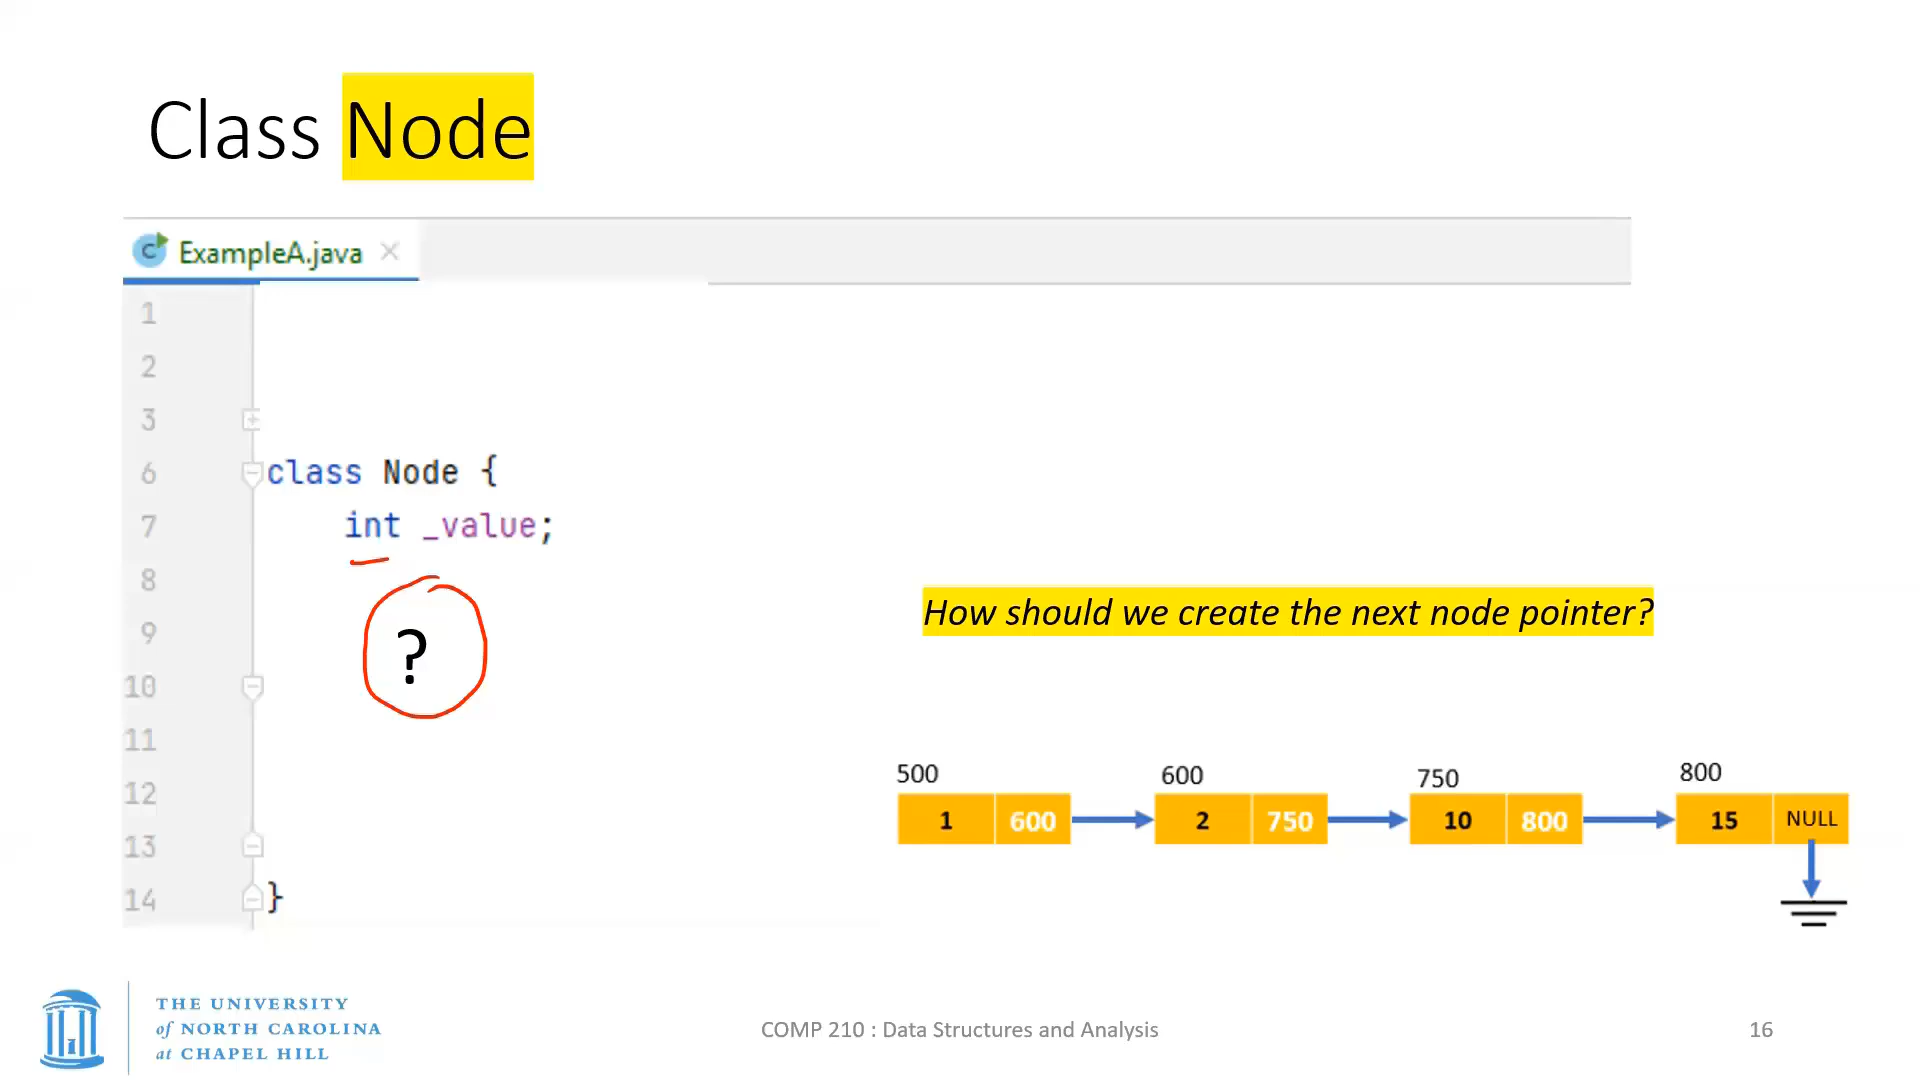 Class Node
C ExampleA.java ×
1
2
3
6 class Node {
7 int _value;
8
9 ?
10
11
12
13
14 }
How should we create the next node pointer?
500 600 750 800
1 600 2 750 10 800 15 NULL
THE UNIVERSITY
of NORTH CAROLINA
at CHAPEL HILL
COMP 210 : Data Structures and Analysis
16